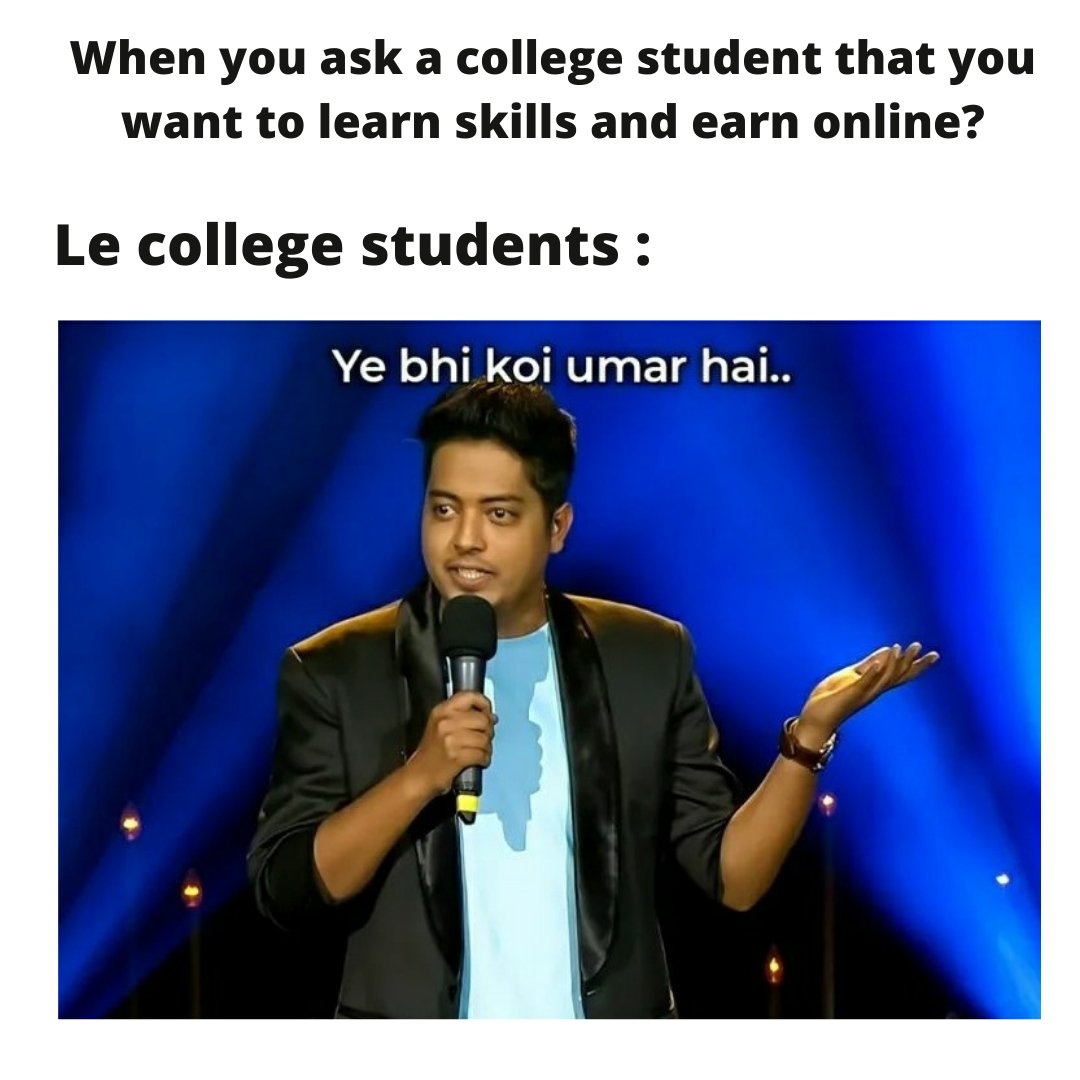 When you ask a college student that you
want to learn skills and earn online?
Le college students :
Ye bhi koi umar hai..